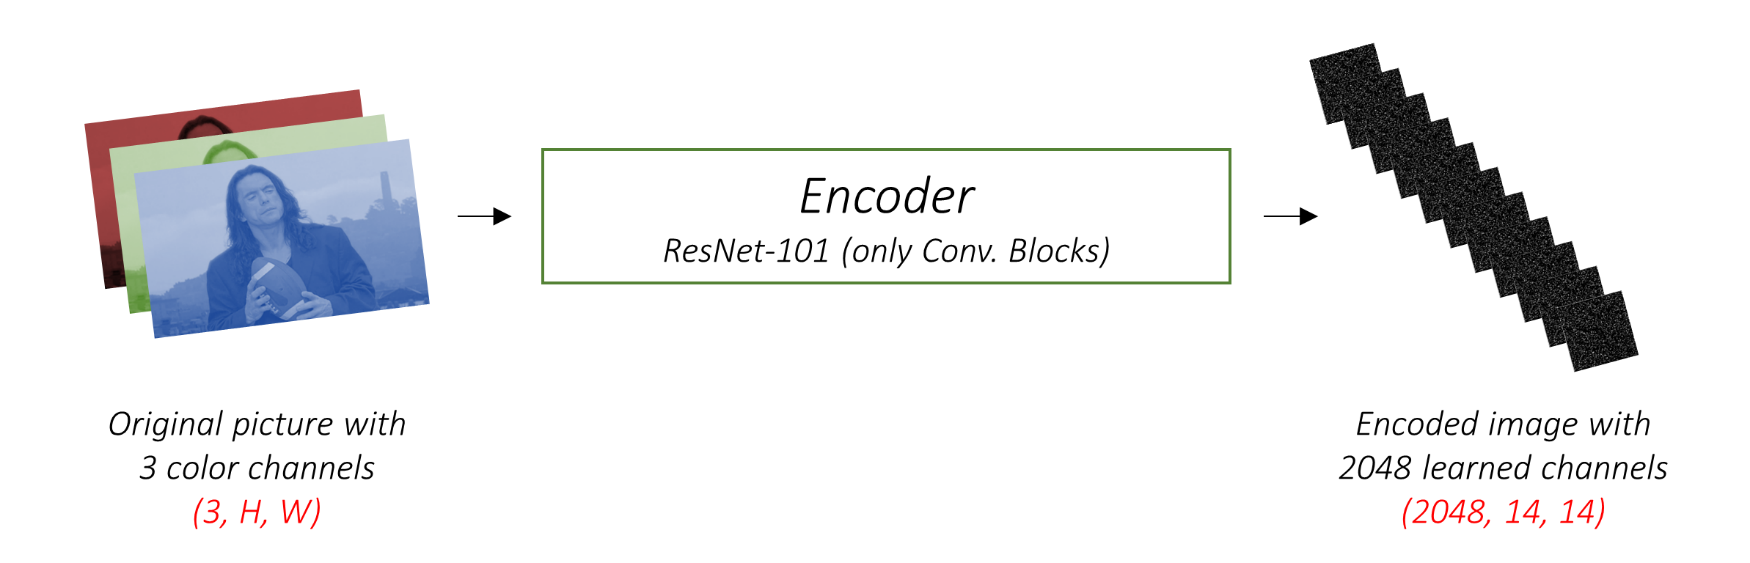 Encoder
ResNet-101 (only Conv. Blocks)
Original picture with
3 color channels
(3, H, W)
Encoded image with
2048 learned channels
(2048, 14, 14)